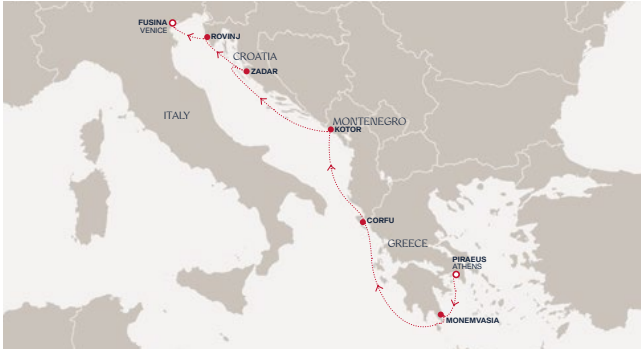 FUSINA
VENICE
ROVINJ
CROATIA
ZADAR
ITALY
MONTENEGRO
KOTOR
CORFU
GREECE
PIRAEUS
ATHENS
MONEMVASIA